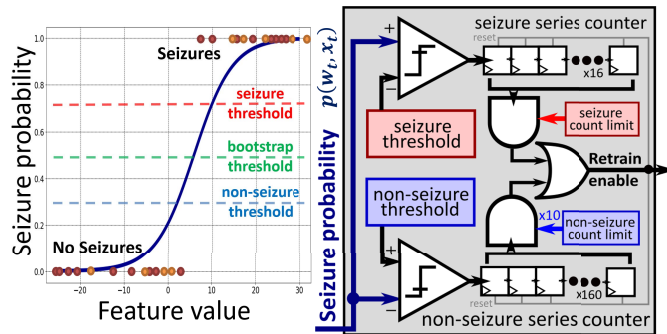 Seizure probability
1.0
0.8
0.6
0.4
0.2
0.0
Seizures
seizure
threshold
bootstrap
threshold
non-seizure
threshold
No Seizures
−20
−10
0
10
20
30
Feature value
Seizure probability p(wₜ,xₜ)
seizure series counter
reset
+
−
x16
seizure
threshold
seizure
count limit
Retrain
enable
non-seizure
threshold
x10
ncn-seizure
count limit
+
−
x160
reset
non-seizure series counter